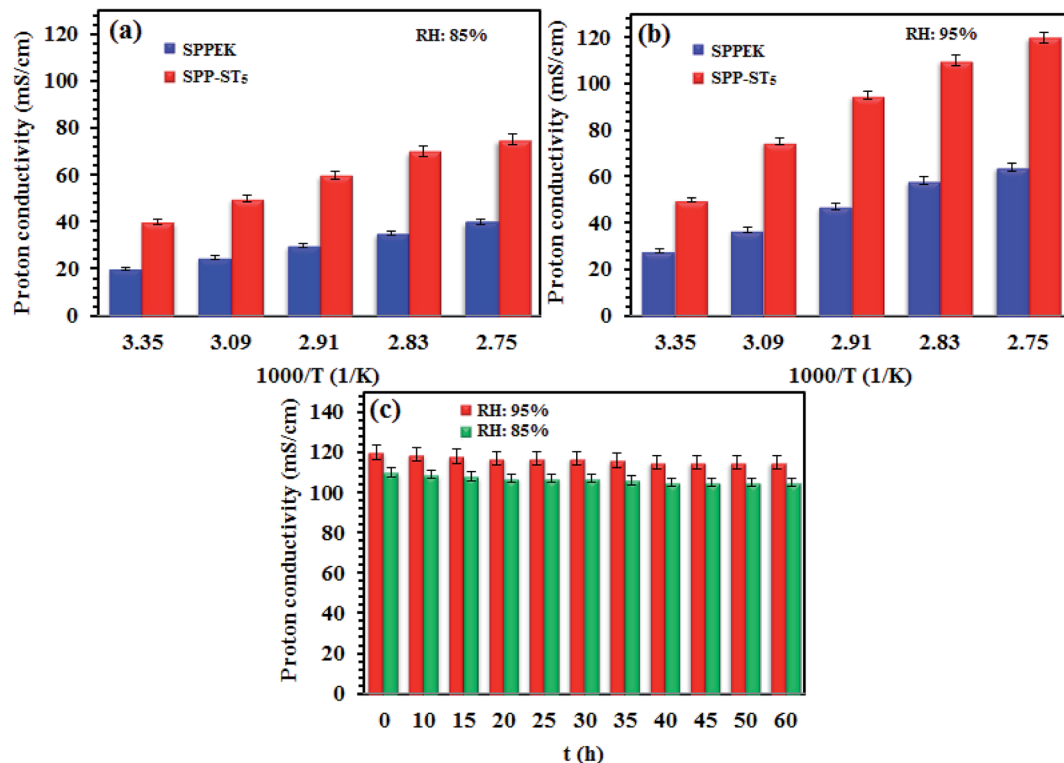 (a)
RH: 85%
SPPEK
SPP-ST₅
Proton conductivity (mS/cm)
120
100
80
60
40
20
0
3.35 3.09 2.91 2.83 2.75
1000/T (1/K)
(b)
RH: 95%
SPPEK
SPP-ST₅
Proton conductivity (mS/cm)
120
100
80
60
40
20
0
3.35 3.09 2.91 2.83 2.75
1000/T (1/K)
(c)
RH: 95%
RH: 85%
Proton conductivity (mS/cm)
140
120
100
80
60
40
20
0
0 10 15 20 25 30 35 40 45 50 60
t (h)